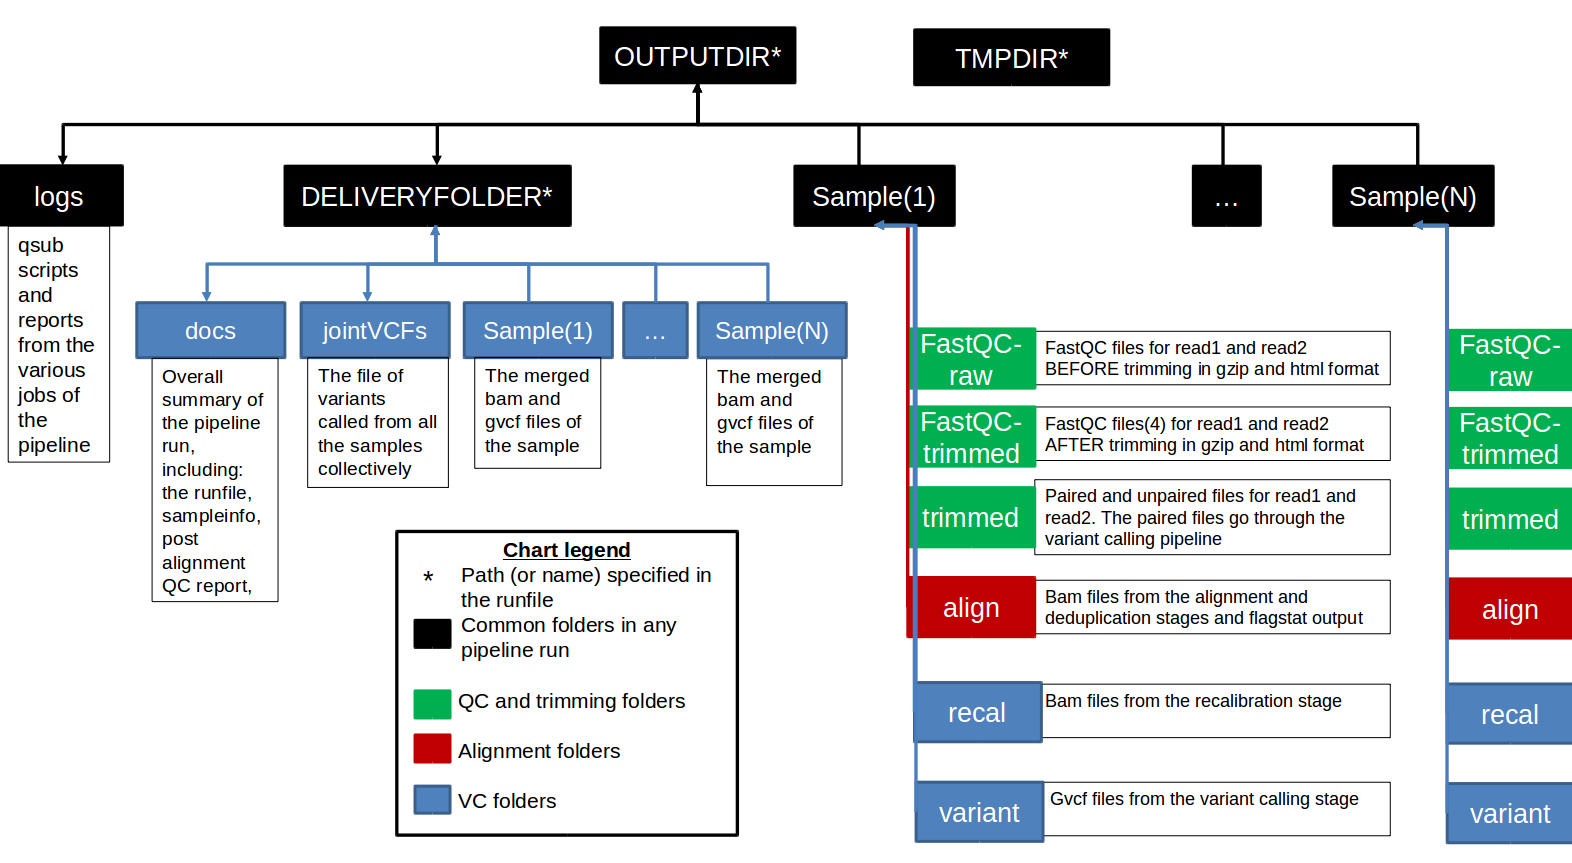 OUTPUTDIR*
TMPDIR*
logs
DELIVERYFOLDER*
Sample(1)
...
Sample(N)
qsub
scripts
and
reports
from the
various
jobs of
the
pipeline
docs
jointVCFs
Sample(1)
...
Sample(N)
Overall
summary of
the pipeline
run,
including:
the runfile,
sampleinfo,
post
alignment
QC report,
The file of
variants
called from all
the samples
collectively
The merged
bam and
gvcf files of
the sample
The merged
bam and
gvcf files of
the sample
FastQC-
raw
FastQC files for read1 and read2
BEFORE trimming in gzip and html format
FastQC-
trimmed
FastQC files(4) for read1 and read2
AFTER trimming in gzip and html format
trimmed
Paired and unpaired files for read1 and
read2. The paired files go through the
variant calling pipeline
align
Bam files from the alignment and
deduplication stages and flagstat output
recal
Bam files from the recalibration stage
variant
Gvcf files from the variant calling stage
FastQC-
raw
FastQC-
trimmed
trimmed
align
recal
variant
Chart legend
* Path (or name) specified in
the runfile
Common folders in any
pipeline run
QC and trimming folders
Alignment folders
VC folders